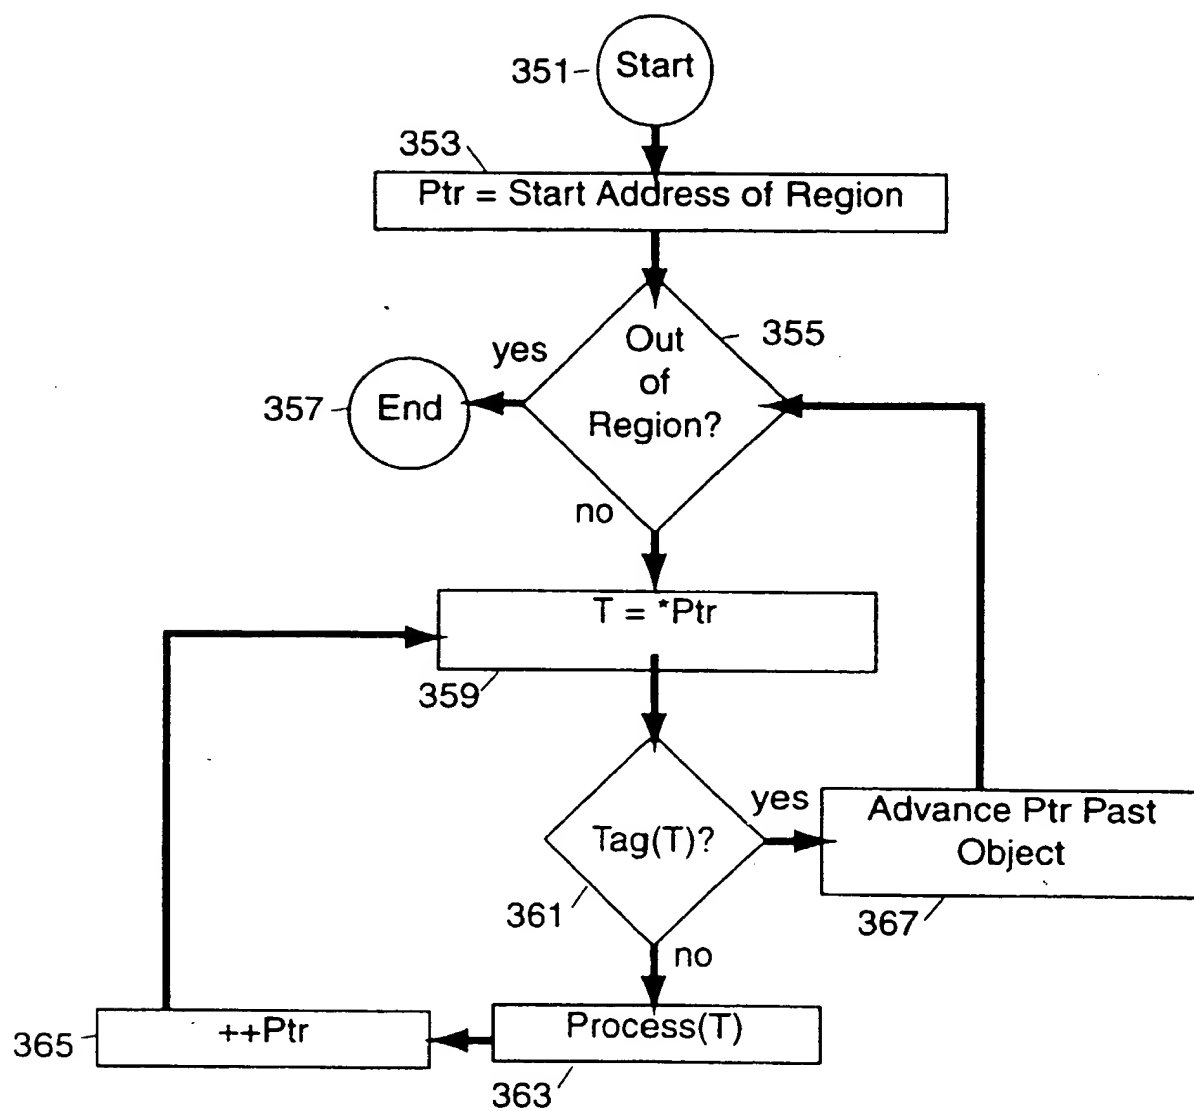 351
Start
353
Ptr = Start Address of Region
355
Out
of
Region?
yes
357
End
no
T = *Ptr
359
Tag(T)?
yes
361
Advance Ptr Past
Object
367
no
Process(T)
363
++Ptr
365